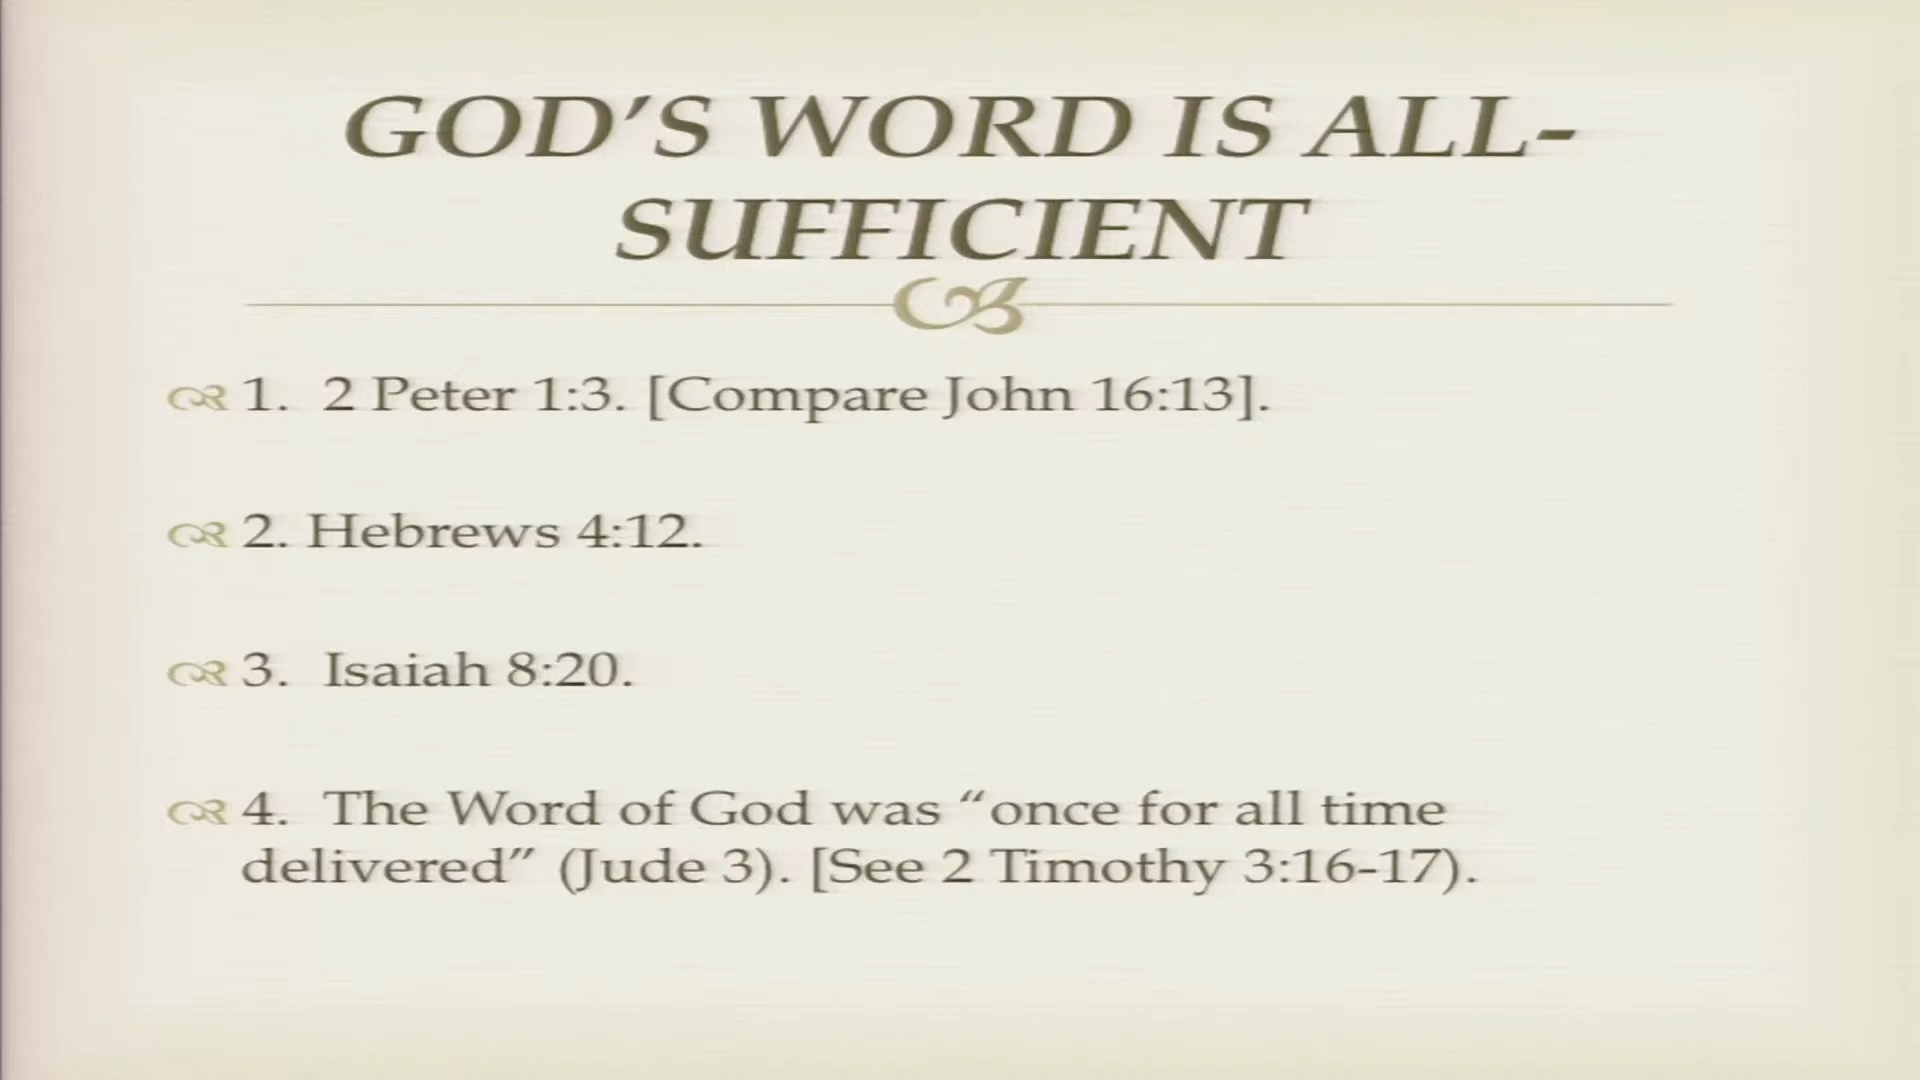 GOD’S WORD IS ALL-
SUFFICIENT
1. 2 Peter 1:3. [Compare John 16:13].
2. Hebrews 4:12.
3. Isaiah 8:20.
4. The Word of God was “once for all time
delivered” (Jude 3). [See 2 Timothy 3:16-17).